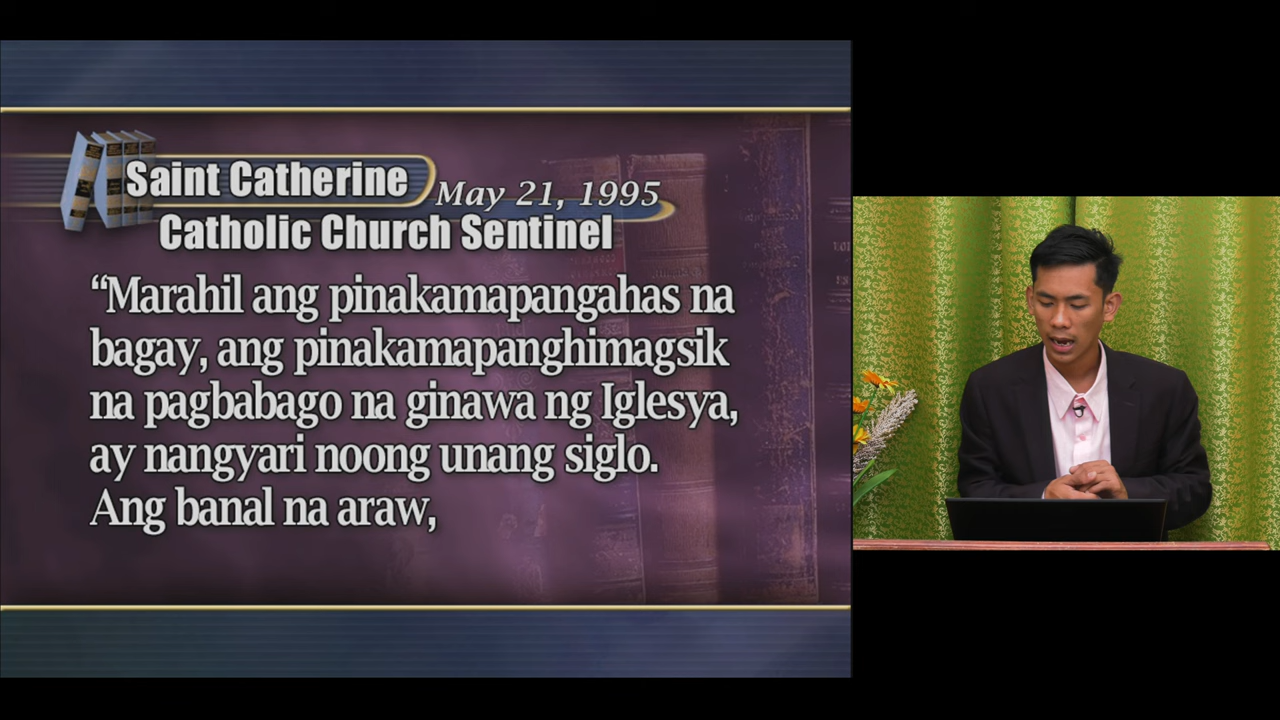 Saint Catherine
May 21, 1995
Catholic Church Sentinel
“Marahil ang pinakamapangahas na
bagay, ang pinakamapanghimagsik
na pagbabago na ginawa ng Iglesya,
ay nangyari noong unang siglo.
Ang banal na araw,